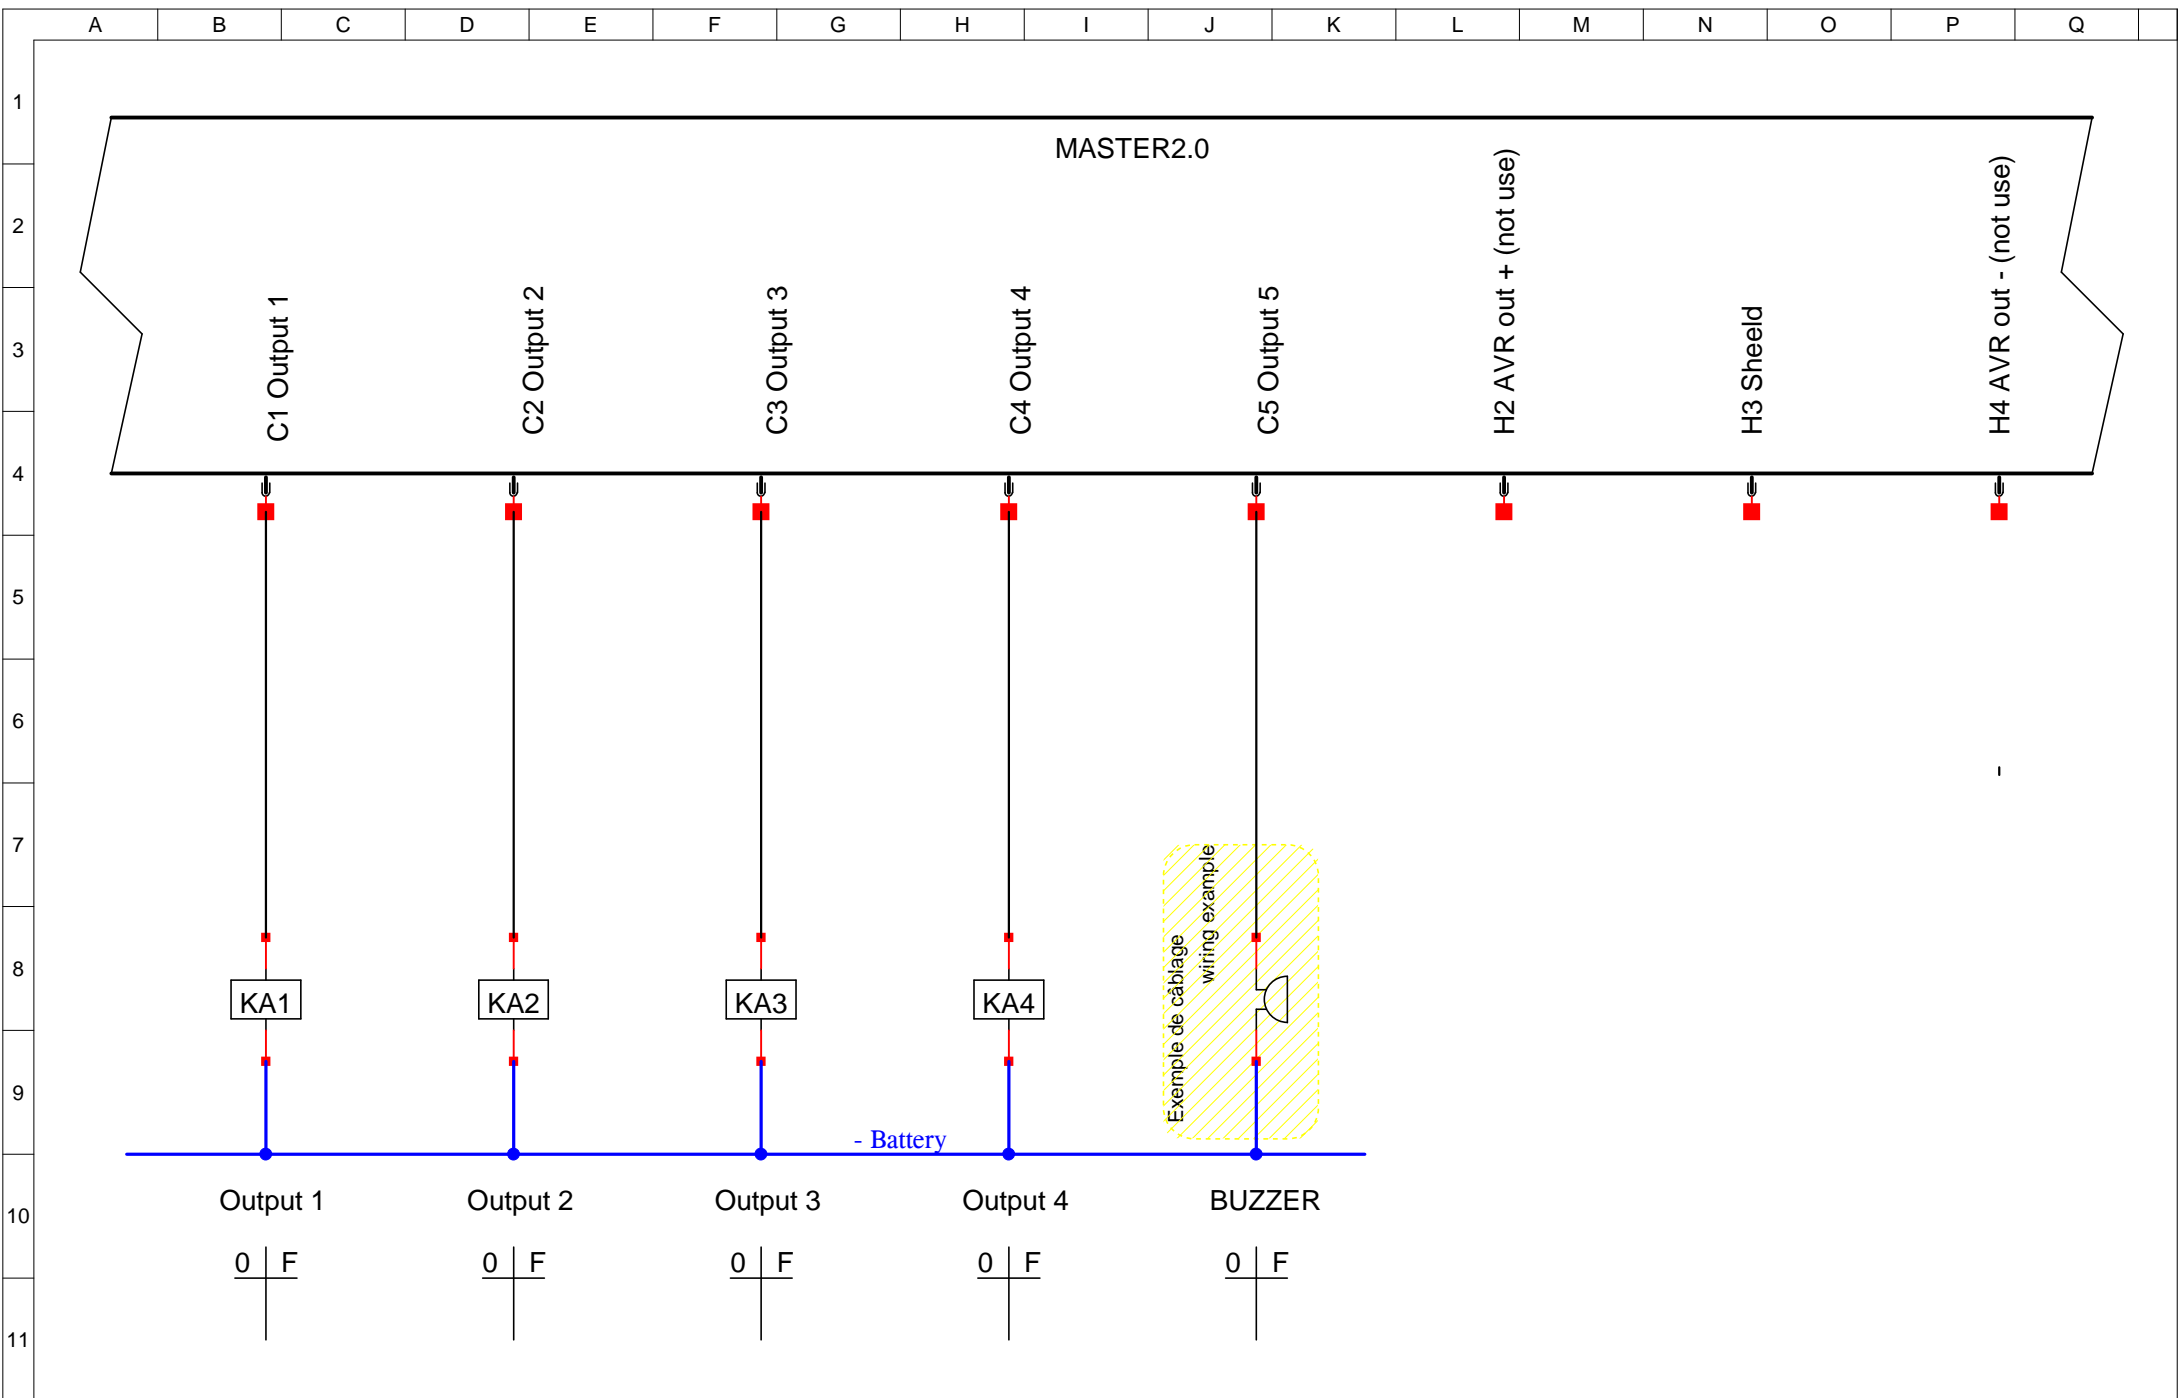 A B C D E F G H I J K L M N O P Q
1
2
3
4
5
6
7
8
9
10
11
MASTER2.0
C1 Output 1
C2 Output 2
C3 Output 3
C4 Output 4
C5 Output 5
H2 AVR out + (not use)
H3 Sheeld
H4 AVR out - (not use)
Exemple de câblage
wiring example
KA1
KA2
KA3
KA4
- Battery
Output 1
Output 2
Output 3
Output 4
BUZZER
0 F
0 F
0 F
0 F
0 F